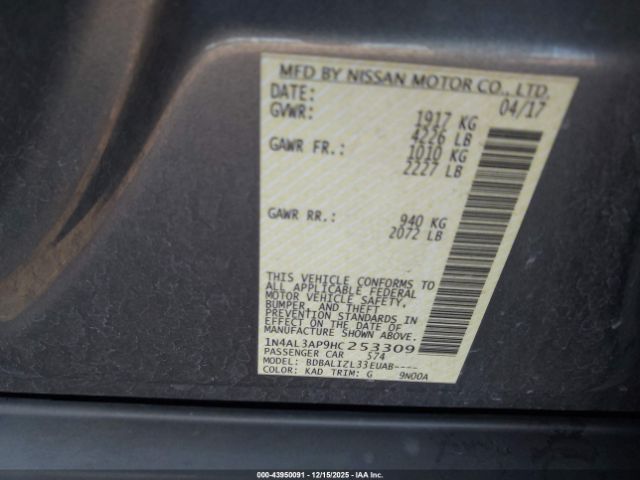 MFD BY NISSAN MOTOR CO., LTD.
DATE: 04/17
GVWR: 1917 KG
4226 LB
GAWR FR.: 1010 KG
2227 LB
GAWR RR.: 940 KG
2072 LB
THIS VEHICLE CONFORMS TO
ALL APPLICABLE FEDERAL
MOTOR VEHICLE SAFETY,
BUMPER, AND THEFT
PREVENTION STANDARDS IN
EFFECT ON THE DATE OF
MANUFACTURE SHOWN ABOVE.
1N4AL3AP9HC253309
PASSENGER CAR 574
MODEL: BDBALIZL33EUAB----
COLOR: KAD TRIM: G 9N00A
000-43950091 - 12/15/2025 - IAA Inc.